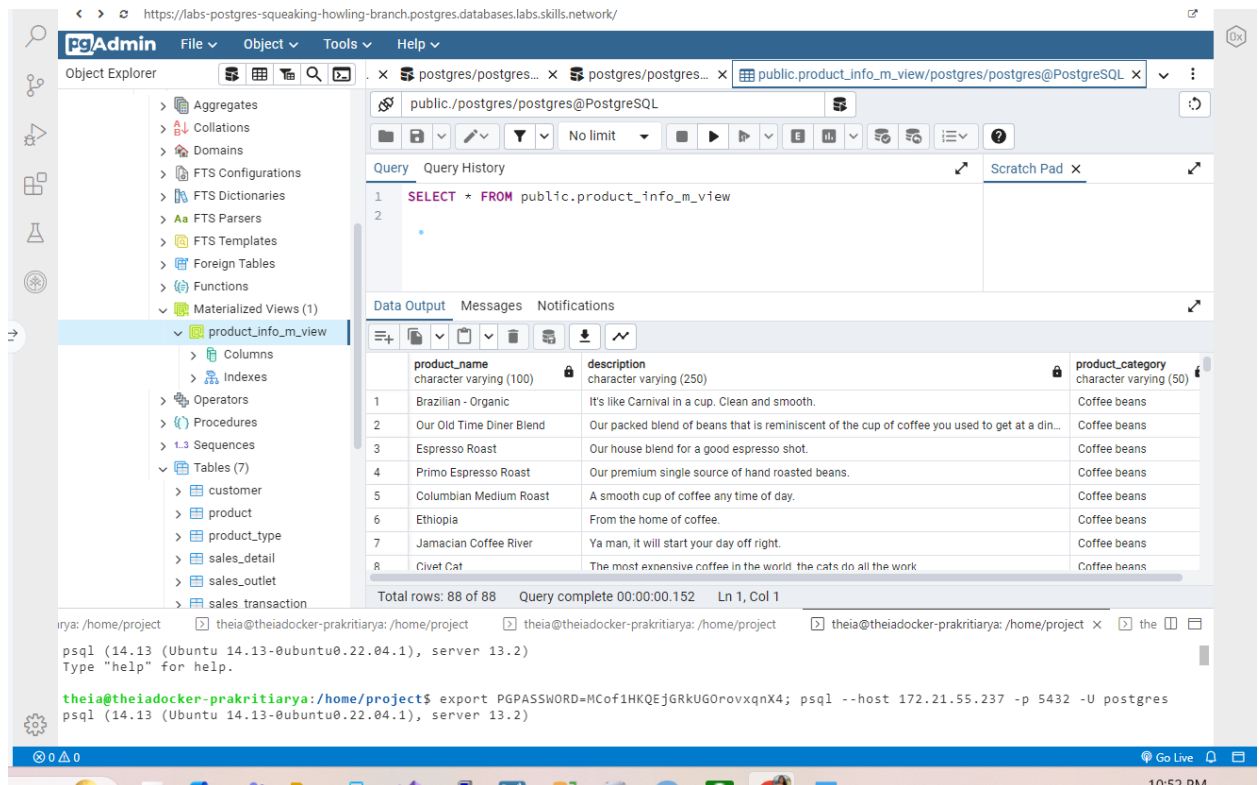 https://labs-postgres-squeaking-howling-branch.postgres.databases.labs.skills.network/
pgAdmin File Object Tools Help
Object Explorer
postgres/postgres... × postgres/postgres... × public.product_info_m_view/postgres/postgres@PostgreSQL ×
public./postgres/postgres@PostgreSQL
No limit
Query Query History
Scratch Pad ×
1 SELECT * FROM public.product_info_m_view
2
Aggregates
Collations
Domains
FTS Configurations
FTS Dictionaries
Aa FTS Parsers
FTS Templates
Foreign Tables
Functions
Materialized Views (1)
product_info_m_view
Columns
Indexes
Operators
Procedures
1..3 Sequences
Tables (7)
customer
product
product_type
sales_detail
sales_outlet
sales_transaction
Data Output Messages Notifications
product_name
character varying (100)
description
character varying (250)
product_category
character varying (50)
1 Brazilian - Organic It's like Carnival in a cup. Clean and smooth. Coffee beans
2 Our Old Time Diner Blend Our packed blend of beans that is reminiscent of the cup of coffee you used to get at a din... Coffee beans
3 Espresso Roast Our house blend for a good espresso shot. Coffee beans
4 Primo Espresso Roast Our premium single source of hand roasted beans. Coffee beans
5 Columbian Medium Roast A smooth cup of coffee any time of day. Coffee beans
6 Ethiopia From the home of coffee. Coffee beans
7 Jamacian Coffee River Ya man, it will start your day off right. Coffee beans
8 Civet Cat The most expensive coffee in the world, the cats do all the work. Coffee beans
Total rows: 88 of 88 Query complete 00:00:00.152 Ln 1, Col 1
arya: /home/project theia@theiadocker-prakritiarya: /home/project theia@theiadocker-prakritiarya: /home/project theia@theiadocker-prakritiarya: /home/project × the
psql (14.13 (Ubuntu 14.13-0ubuntu0.22.04.1), server 13.2)
Type "help" for help.
theia@theiadocker-prakritiarya:/home/project$ export PGPASSWORD=MCof1HKQEjGRkUGOrovxqnX4; psql --host 172.21.55.237 -p 5432 -U postgres
psql (14.13 (Ubuntu 14.13-0ubuntu0.22.04.1), server 13.2)
0 0
Go Live
10:52 PM